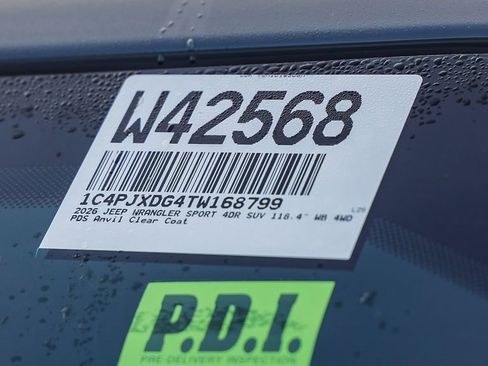 W42568
1C4PJXDG4TW168799
L25
2026 JEEP WRANGLER SPORT 4DR SUV 118.4" WB 4WD
PDS Anvil Clear Coat
P.D.I.
PRE-DELIVERY INSPECTION